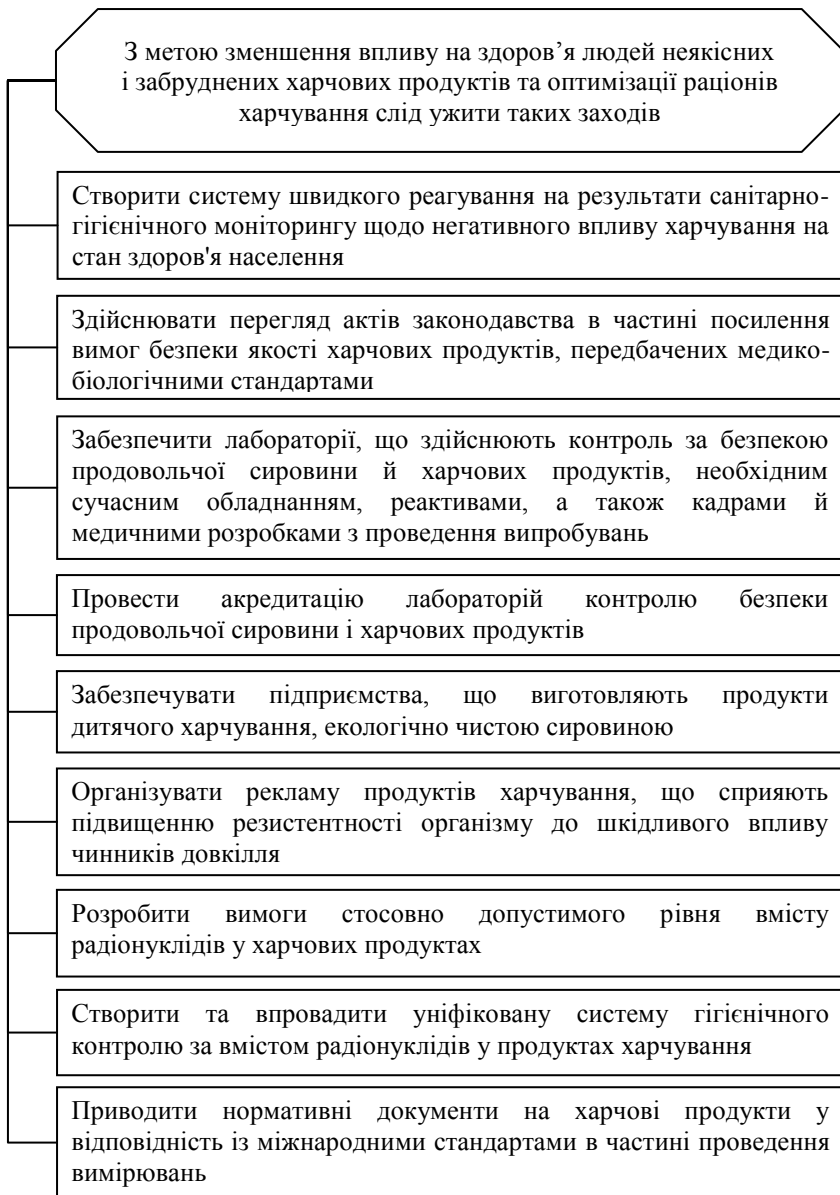 З метою зменшення впливу на здоров’я людей неякісних
і забруднених харчових продуктів та оптимізації раціонів
харчування слід ужити таких заходів
Створити систему швидкого реагування на результати санітарно-
гігієнічного моніторингу щодо негативного впливу харчування на
стан здоров'я населення
Здійснювати перегляд актів законодавства в частині посилення
вимог безпеки якості харчових продуктів, передбачених медико-
біологічними стандартами
Забезпечити лабораторії, що здійснюють контроль за безпекою
продовольчої сировини й харчових продуктів, необхідним
сучасним обладнанням, реактивами, а також кадрами й
медичними розробками з проведення випробувань
Провести акредитацію лабораторій контролю безпеки
продовольчої сировини і харчових продуктів
Забезпечувати підприємства, що виготовляють продукти
дитячого харчування, екологічно чистою сировиною
Організувати рекламу продуктів харчування, що сприяють
підвищенню резистентності організму до шкідливого впливу
чинників довкілля
Розробити вимоги стосовно допустимого рівня вмісту
радіонуклідів у харчових продуктах
Створити та впровадити уніфіковану систему гігієнічного
контролю за вмістом радіонуклідів у продуктах харчування
Приводити нормативні документи на харчові продукти у
відповідність із міжнародними стандартами в частині проведення
вимірювань